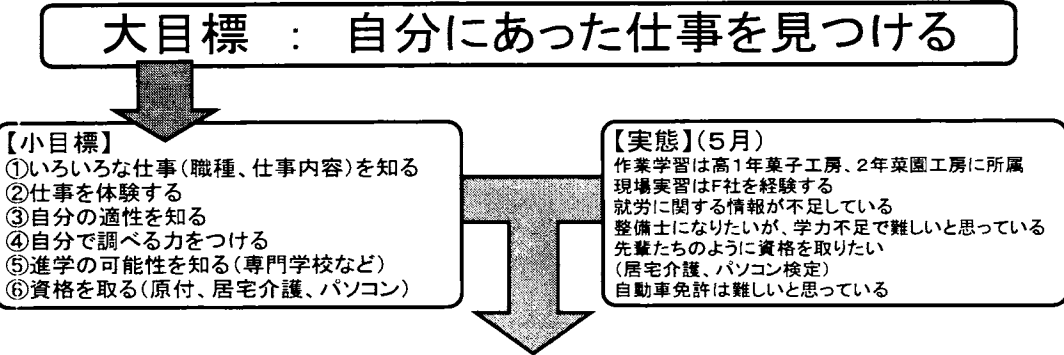 大目標 ： 自分にあった仕事を見つける
【小目標】
①いろいろな仕事(職種、仕事内容)を知る
②仕事を体験する
③自分の適性を知る
④自分で調べる力をつける
⑤進学の可能性を知る(専門学校など)
⑥資格を取る(原付、居宅介護、パソコン)
【実態】(5月)
作業学習は高1年菓子工房、2年菜園工房に所属
現場実習はF社を経験する
就労に関する情報が不足している
整備士になりたいが、学力不足で難しいと思っている
先輩たちのように資格を取りたい
(居宅介護、パソコン検定)
自動車免許は難しいと思っている